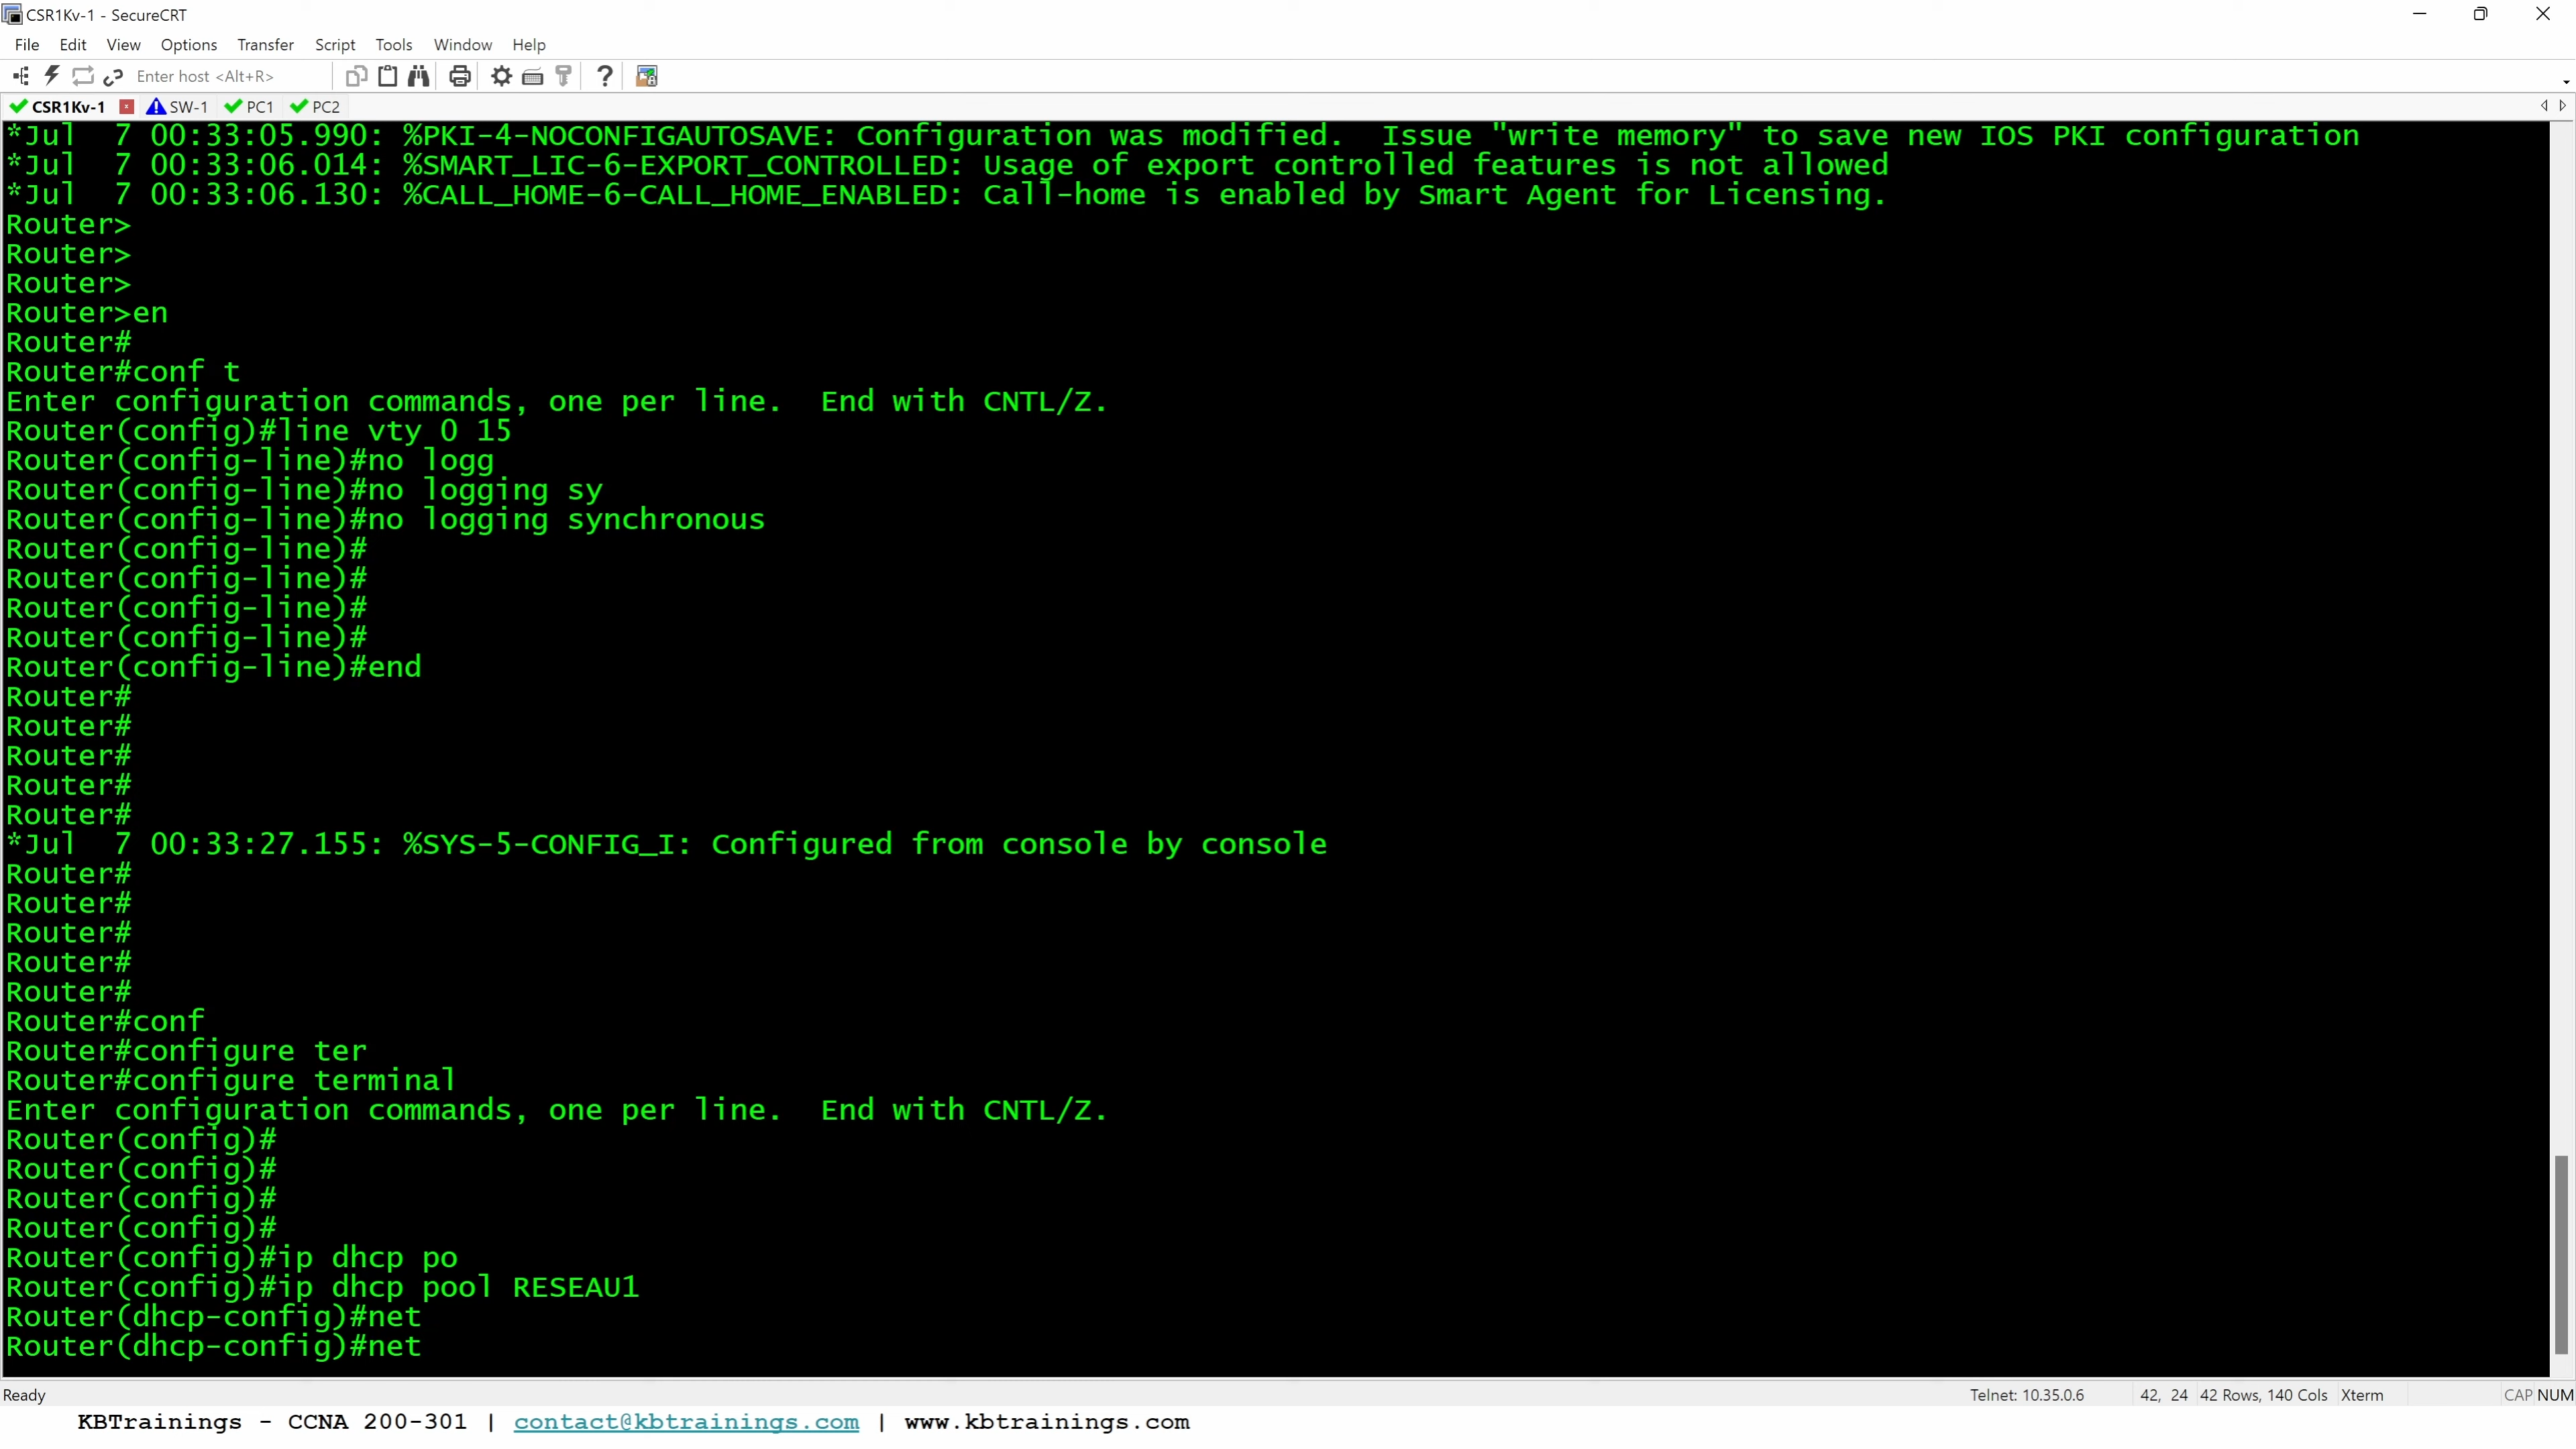 CSR1Kv-1 - SecureCRT
File Edit View Options Transfer Script Tools Window Help
Enter host <Alt+R>
CSR1Kv-1 SW-1 PC1 PC2
*Jul  7 00:33:05.990: %PKI-4-NOCONFIGAUTOSAVE: Configuration was modified.  Issue "write memory" to save new IOS PKI configuration
*Jul  7 00:33:06.014: %SMART_LIC-6-EXPORT_CONTROLLED: Usage of export controlled features is not allowed
*Jul  7 00:33:06.130: %CALL_HOME-6-CALL_HOME_ENABLED: Call-home is enabled by Smart Agent for Licensing.
Router>
Router>
Router>
Router>en
Router#
Router#conf t
Enter configuration commands, one per line.  End with CNTL/Z.
Router(config)#line vty 0 15
Router(config-line)#no logg
Router(config-line)#no logging sy
Router(config-line)#no logging synchronous
Router(config-line)#
Router(config-line)#
Router(config-line)#
Router(config-line)#
Router(config-line)#end
Router#
Router#
Router#
Router#
Router#
*Jul  7 00:33:27.155: %SYS-5-CONFIG_I: Configured from console by console
Router#
Router#
Router#
Router#
Router#
Router#conf
Router#configure ter
Router#configure terminal
Enter configuration commands, one per line.  End with CNTL/Z.
Router(config)#
Router(config)#
Router(config)#
Router(config)#
Router(config)#ip dhcp po
Router(config)#ip dhcp pool RESEAU1
Router(dhcp-config)#net
Router(dhcp-config)#net
Ready Telnet: 10.35.0.6 42, 24 42 Rows, 140 Cols Xterm CAP NUM
KBTrainings - CCNA 200-301 | contact@kbtrainings.com | www.kbtrainings.com